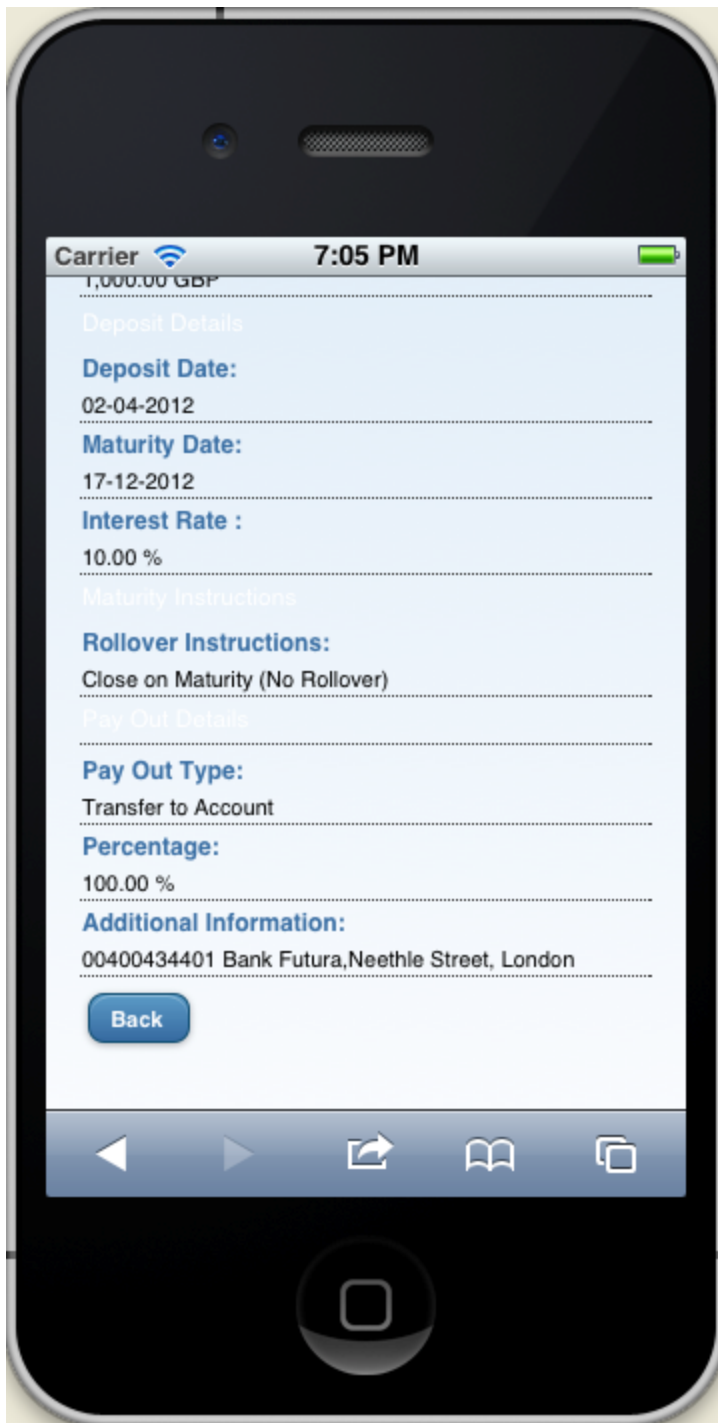 Carrier 7:05 PM
1,000.00 GBP
Deposit Details
Deposit Date:
02-04-2012
Maturity Date:
17-12-2012
Interest Rate :
10.00 %
Maturity Instructions
Rollover Instructions:
Close on Maturity (No Rollover)
Pay Out Details
Pay Out Type:
Transfer to Account
Percentage:
100.00 %
Additional Information:
00400434401 Bank Futura,Neethle Street, London
Back